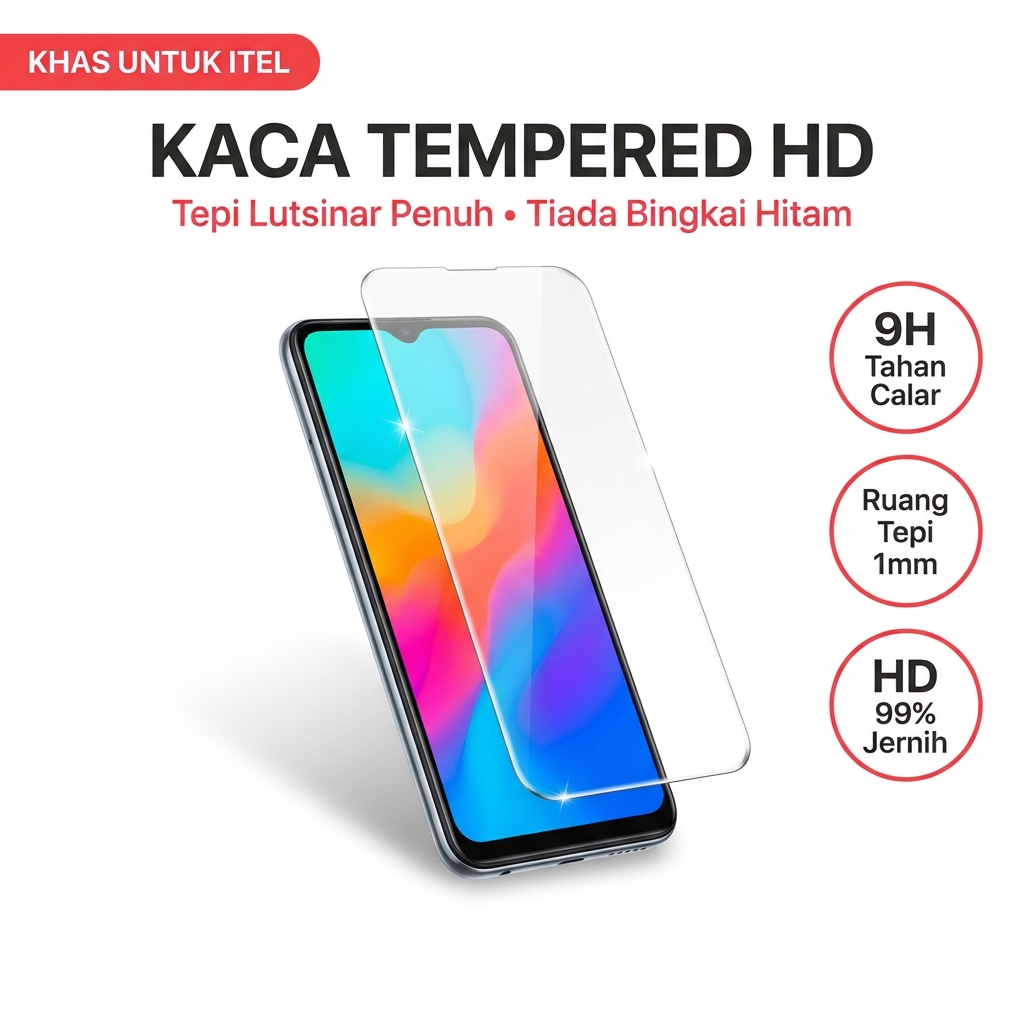 KHAS UNTUK ITEL
KACA TEMPERED HD
Tepi Lutsinar Penuh • Tiada Bingkai Hitam
9H
Tahan
Calar
Ruang
Tepi
1mm
HD
99%
Jernih